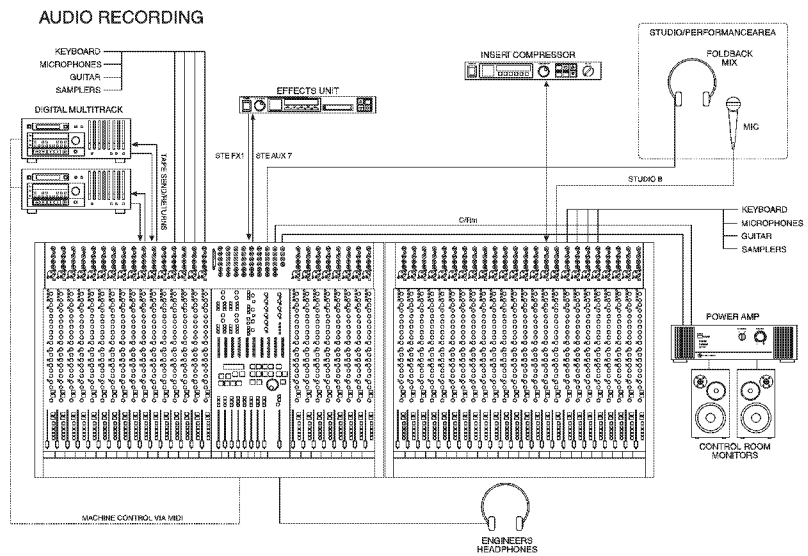 AUDIO RECORDING
KEYBOARD
MICROPHONES
GUITAR
SAMPLERS
DIGITAL MULTITRACK
TAPE SEND/RETURNS
EFFECTS UNIT
STE FX1
STE AUX 7
INSERT COMPRESSOR
STUDIO/PERFORMANCE AREA
FOLDBACK
MIX
MIC
STUDIO B
C/Rm
KEYBOARD
MICROPHONES
GUITAR
SAMPLERS
POWER AMP
CONTROL ROOM
MONITORS
MACHINE CONTROL VIA MIDI
ENGINEERS
HEADPHONES